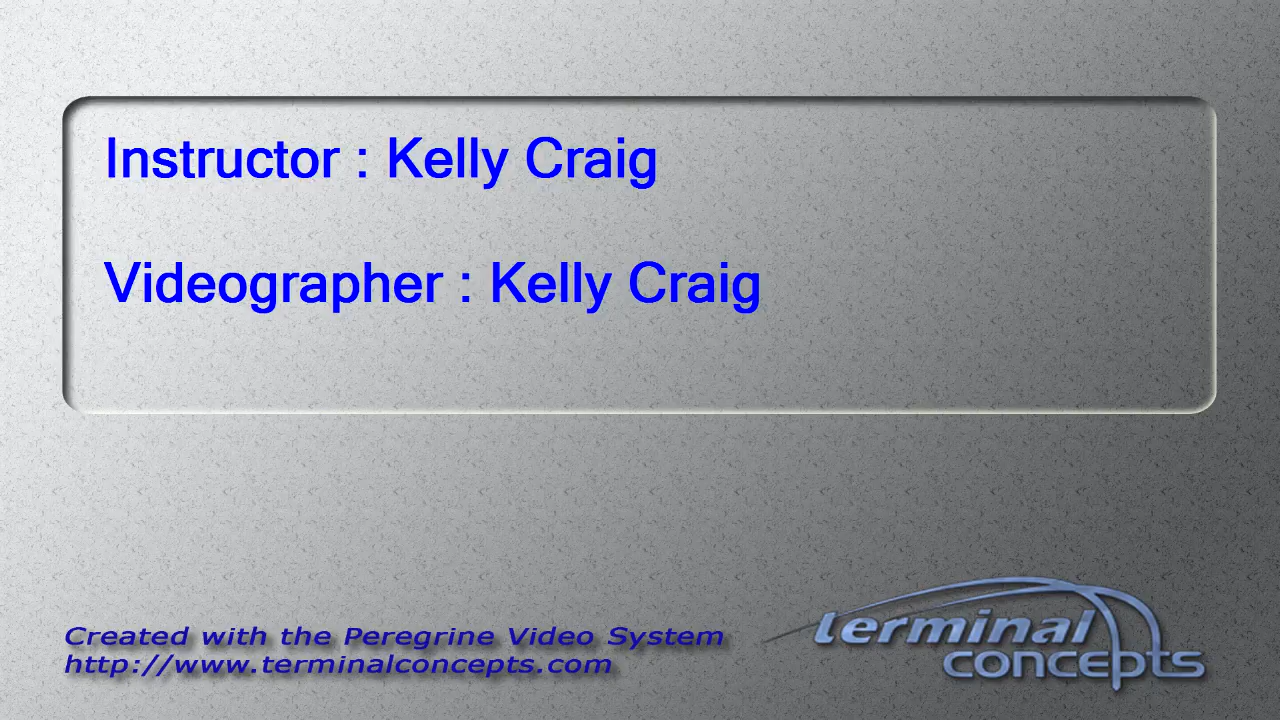 Instructor : Kelly Craig
Videographer : Kelly Craig
Created with the Peregrine Video System
http://www.terminalconcepts.com
terminal
concepts